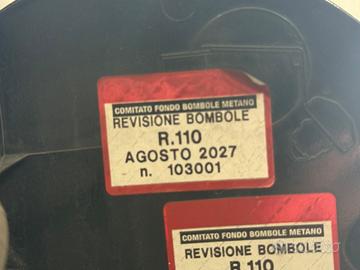 COMITATO FONDO BOMBOLE METANO
REVISIONE BOMBOLE
R.110
AGOSTO 2027
n. 103001
COMITATO FONDO BOMBOLE METANO
REVISIONE BOMBOLE
R.110